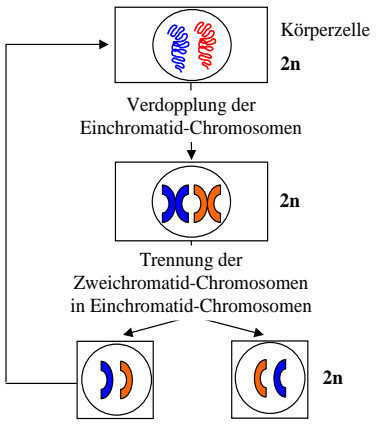 Körperzelle
2n
Verdopplung der
Einchromatid-Chromosomen
2n
Trennung der
Zweichromatid-Chromosomen
in Einchromatid-Chromosomen
2n